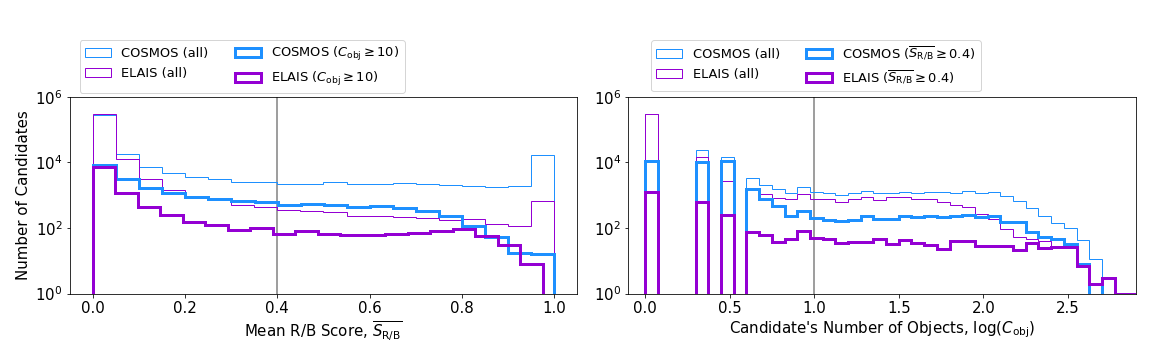 COSMOS (all)
COSMOS (C_obj ≥ 10)
ELAIS (all)
ELAIS (C_obj ≥ 10)
Number of Candidates
10^6
10^4
10^2
10^0
0.0 0.2 0.4 0.6 0.8 1.0
Mean R/B Score, S̅_R/B
COSMOS (all)
COSMOS (S̅_R/B ≥ 0.4)
ELAIS (all)
ELAIS (S̅_R/B ≥ 0.4)
10^6
10^4
10^2
10^0
0.0 0.5 1.0 1.5 2.0 2.5
Candidate's Number of Objects, log(C_obj)